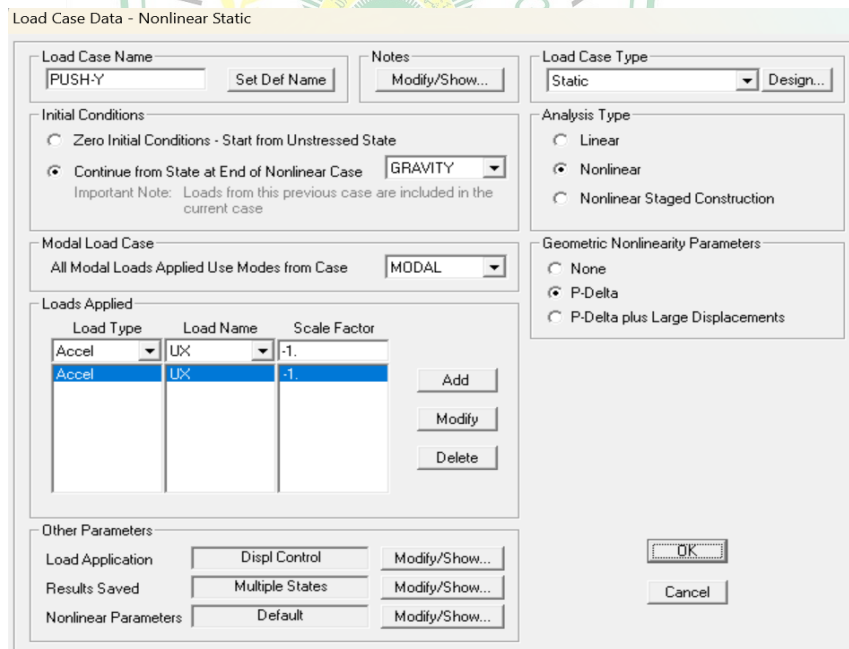 Load Case Data - Nonlinear Static
Load Case Name
PUSH-Y
Set Def Name
Notes
Modify/Show...
Load Case Type
Static
Design...
Initial Conditions
Zero Initial Conditions - Start from Unstressed State
Continue from State at End of Nonlinear Case
GRAVITY
Important Note: Loads from this previous case are included in the
current case
Analysis Type
Linear
Nonlinear
Nonlinear Staged Construction
Modal Load Case
All Modal Loads Applied Use Modes from Case
MODAL
Geometric Nonlinearity Parameters
None
P-Delta
P-Delta plus Large Displacements
Loads Applied
Load Type Load Name Scale Factor
Accel UX -1.
Accel UX -1.
Add
Modify
Delete
Other Parameters
Load Application Displ Control Modify/Show...
Results Saved Multiple States Modify/Show...
Nonlinear Parameters Default Modify/Show...
OK
Cancel